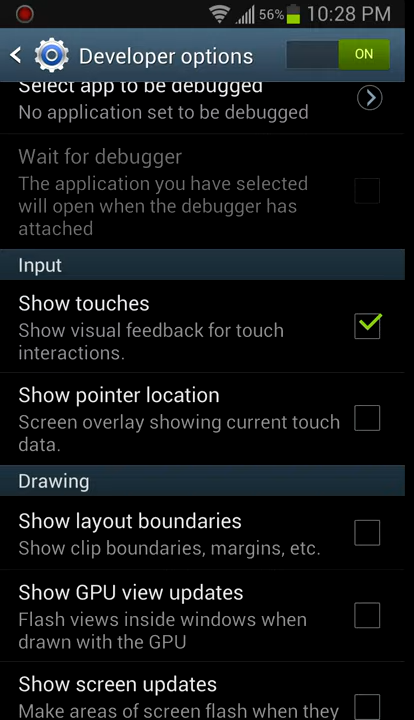 56% 10:28 PM
Developer options ON
Select app to be debugged
No application set to be debugged
Wait for debugger
The application you have selected
will open when the debugger has
attached
Input
Show touches
Show visual feedback for touch
interactions.
Show pointer location
Screen overlay showing current touch
data.
Drawing
Show layout boundaries
Show clip boundaries, margins, etc.
Show GPU view updates
Flash views inside windows when
drawn with the GPU
Show screen updates
Make areas of screen flash when they